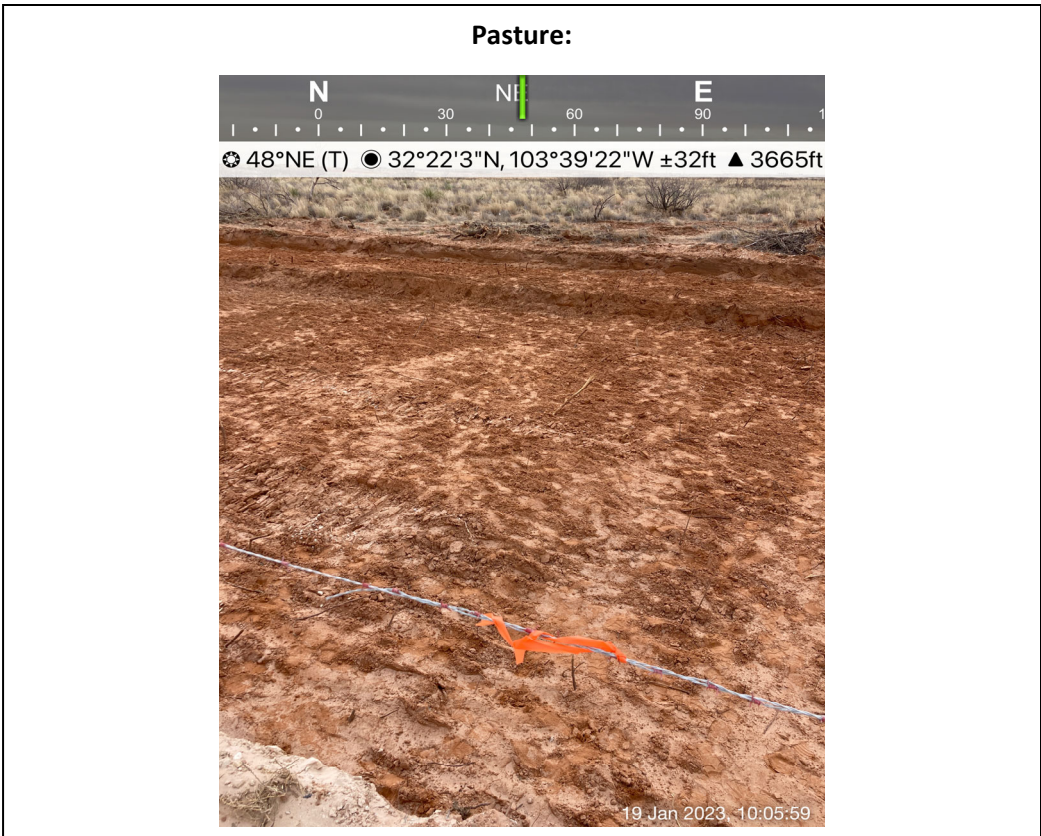 Pasture:
N NE E
0 30 60 90 1
48°NE (T) 32°22'3"N, 103°39'22"W ±32ft ▲ 3665ft
19 Jan 2023, 10:05:59